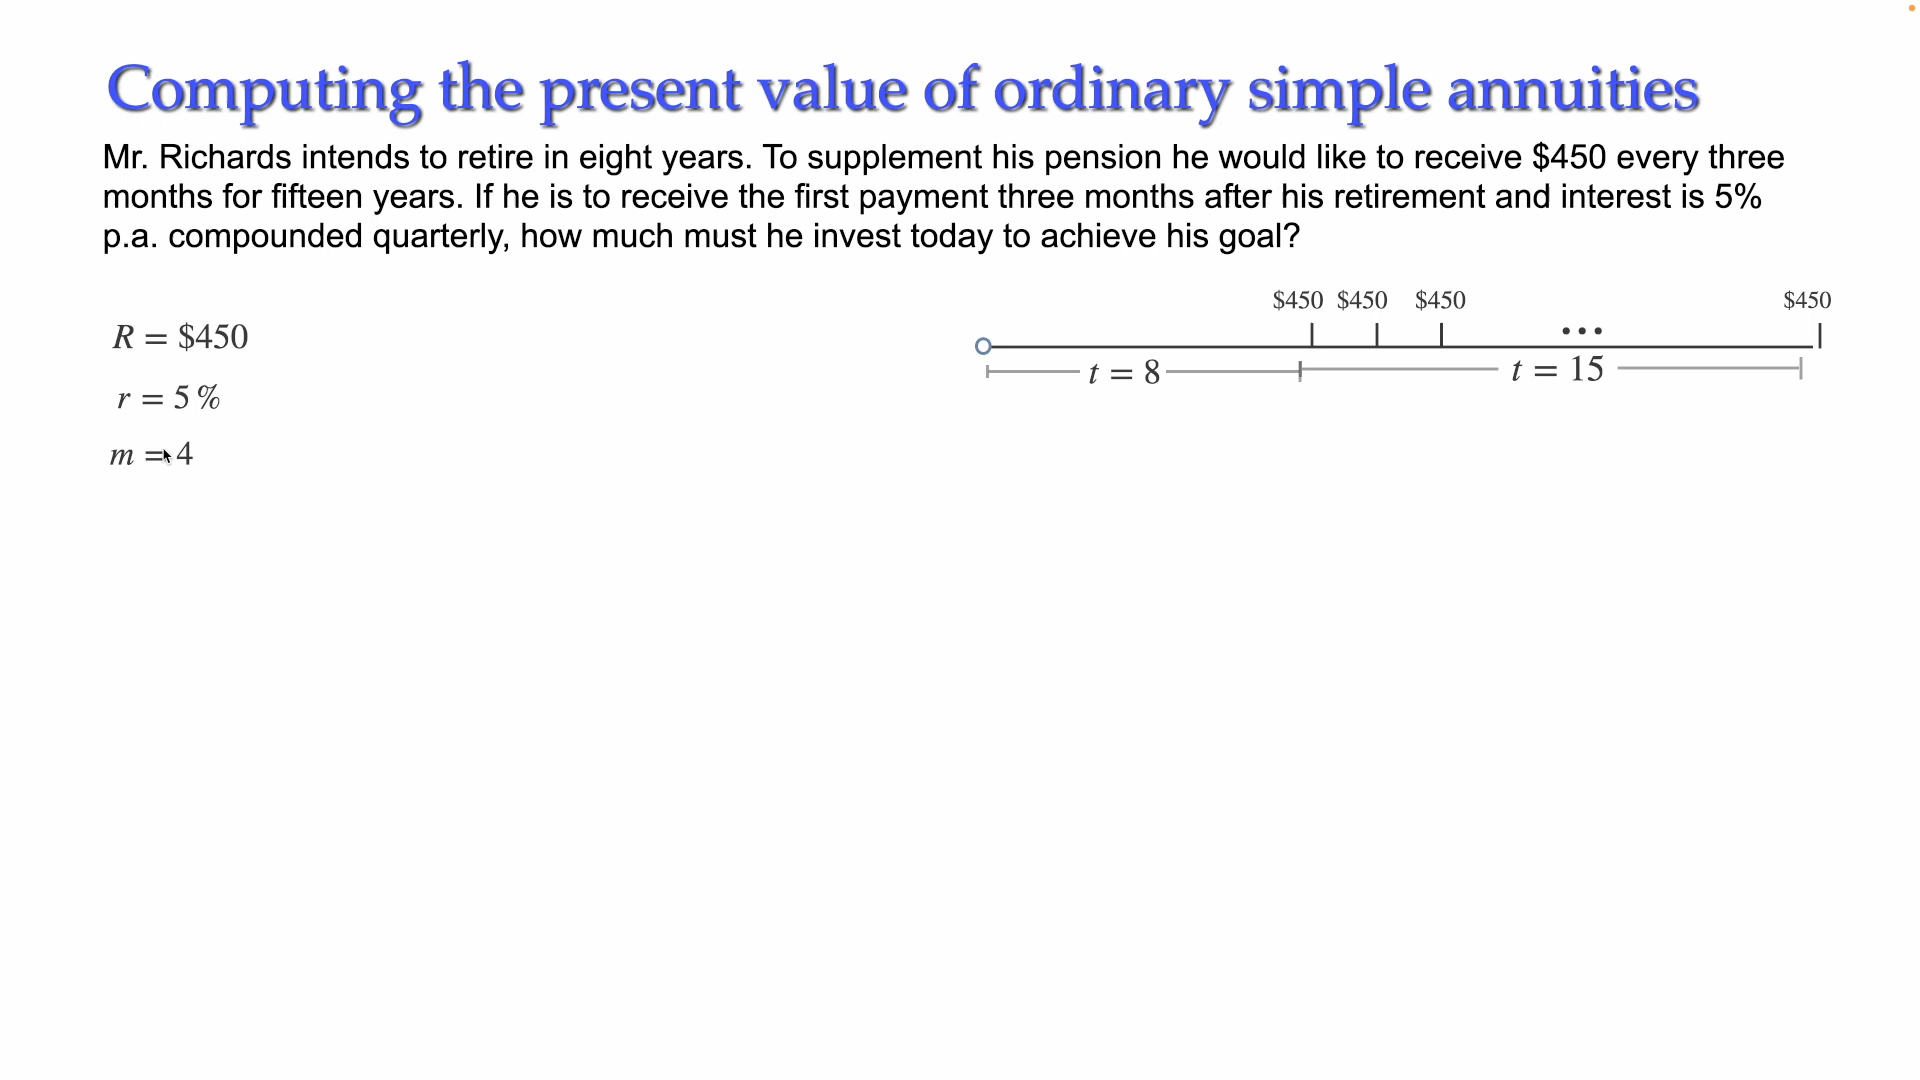 Computing the present value of ordinary simple annuities
Mr. Richards intends to retire in eight years. To supplement his pension he would like to receive $450 every three
months for fifteen years. If he is to receive the first payment three months after his retirement and interest is 5%
p.a. compounded quarterly, how much must he invest today to achieve his goal?
$450 $450 $450 $450
R = $450
...
t = 8 t = 15
r = 5 %
m = 4